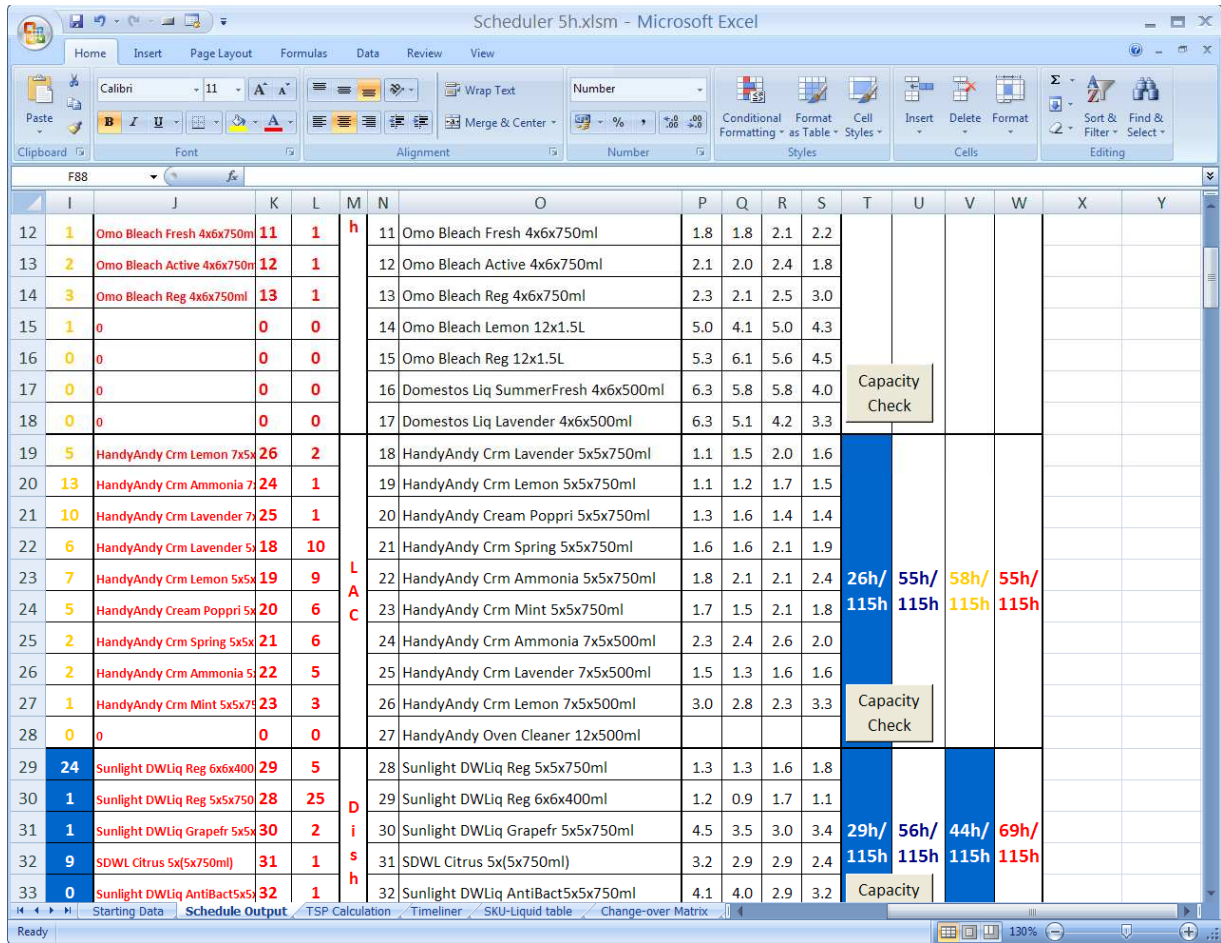 Scheduler 5h.xlsm - Microsoft Excel
Home Insert Page Layout Formulas Data Review View
Paste
Calibri 11 A A
Wrap Text
Number
B I U A
Merge & Center
% , .00 .0
Conditional Formatting
Format as Table
Cell Styles
Insert Delete Format
Σ
Sort & Filter
Find & Select
Clipboard Font Alignment Number Styles Cells Editing
F88 fx
I J K L M N O P Q R S T U V W X Y
12 1 Omo Bleach Fresh 4x6x750m 11 1 h 11 Omo Bleach Fresh 4x6x750ml 1.8 1.8 2.1 2.2
13 2 Omo Bleach Active 4x6x750m 12 1 12 Omo Bleach Active 4x6x750ml 2.1 2.0 2.4 1.8
14 3 Omo Bleach Reg 4x6x750ml 13 1 13 Omo Bleach Reg 4x6x750ml 2.3 2.1 2.5 3.0
15 1 0 0 0 14 Omo Bleach Lemon 12x1.5L 5.0 4.1 5.0 4.3
16 0 0 0 0 15 Omo Bleach Reg 12x1.5L 5.3 6.1 5.6 4.5
17 0 0 0 0 16 Domestos Liq SummerFresh 4x6x500ml 6.3 5.8 5.8 4.0 Capacity
Check
18 0 0 0 0 17 Domestos Liq Lavender 4x6x500ml 6.3 5.1 4.2 3.3
19 5 HandyAndy Crm Lemon 7x5x 26 2 18 HandyAndy Crm Lavender 5x5x750ml 1.1 1.5 2.0 1.6
20 13 HandyAndy Crm Ammonia 7x 24 1 19 HandyAndy Crm Lemon 5x5x750ml 1.1 1.2 1.7 1.5
21 10 HandyAndy Crm Lavender 7x 25 1 20 HandyAndy Cream Poppri 5x5x750ml 1.3 1.6 1.4 1.4
22 6 HandyAndy Crm Lavender 5x 18 10 21 HandyAndy Crm Spring 5x5x750ml 1.6 1.6 2.1 1.9
23 7 HandyAndy Crm Lemon 5x5x 19 9 L 22 HandyAndy Crm Ammonia 5x5x750ml 1.8 2.1 2.1 2.4 26h/ 55h/ 58h/ 55h/
A
24 5 HandyAndy Cream Poppri 5x 20 6 C 23 HandyAndy Crm Mint 5x5x750ml 1.7 1.5 2.1 1.8 115h 115h 115h 115h
25 2 HandyAndy Crm Spring 5x5x 21 6 24 HandyAndy Crm Ammonia 7x5x500ml 2.3 2.4 2.6 2.0
26 2 HandyAndy Crm Ammonia 5x 22 5 25 HandyAndy Crm Lavender 7x5x500ml 1.5 1.3 1.6 1.6
27 1 HandyAndy Crm Mint 5x5x75 23 3 26 HandyAndy Crm Lemon 7x5x500ml 3.0 2.8 2.3 3.3 Capacity
Check
28 0 0 0 0 27 HandyAndy Oven Cleaner 12x500ml
29 24 Sunlight DWLiq Reg 6x6x400 29 5 28 Sunlight DWLiq Reg 5x5x750ml 1.3 1.3 1.6 1.8
30 1 Sunlight DWLiq Reg 5x5x750 28 25 D 29 Sunlight DWLiq Reg 6x6x400ml 1.2 0.9 1.7 1.1
31 1 Sunlight DWLiq Grapefr 5x5x 30 2 i 30 Sunlight DWLiq Grapefr 5x5x750ml 4.5 3.5 3.0 3.4 29h/ 56h/ 44h/ 69h/
32 9 SDWL Citrus 5x(5x750ml) 31 1 s 31 SDWL Citrus 5x(5x750ml) 3.2 2.9 2.9 2.4 115h 115h 115h 115h
h
33 0 Sunlight DWLiq AntiBact5x5x 32 1 32 Sunlight DWLiq AntiBact5x5x750ml 4.1 4.0 2.9 3.2 Capacity
Starting Data Schedule Output TSP Calculation Timeliner SKU-Liquid table Change-over Matrix
Ready 130%